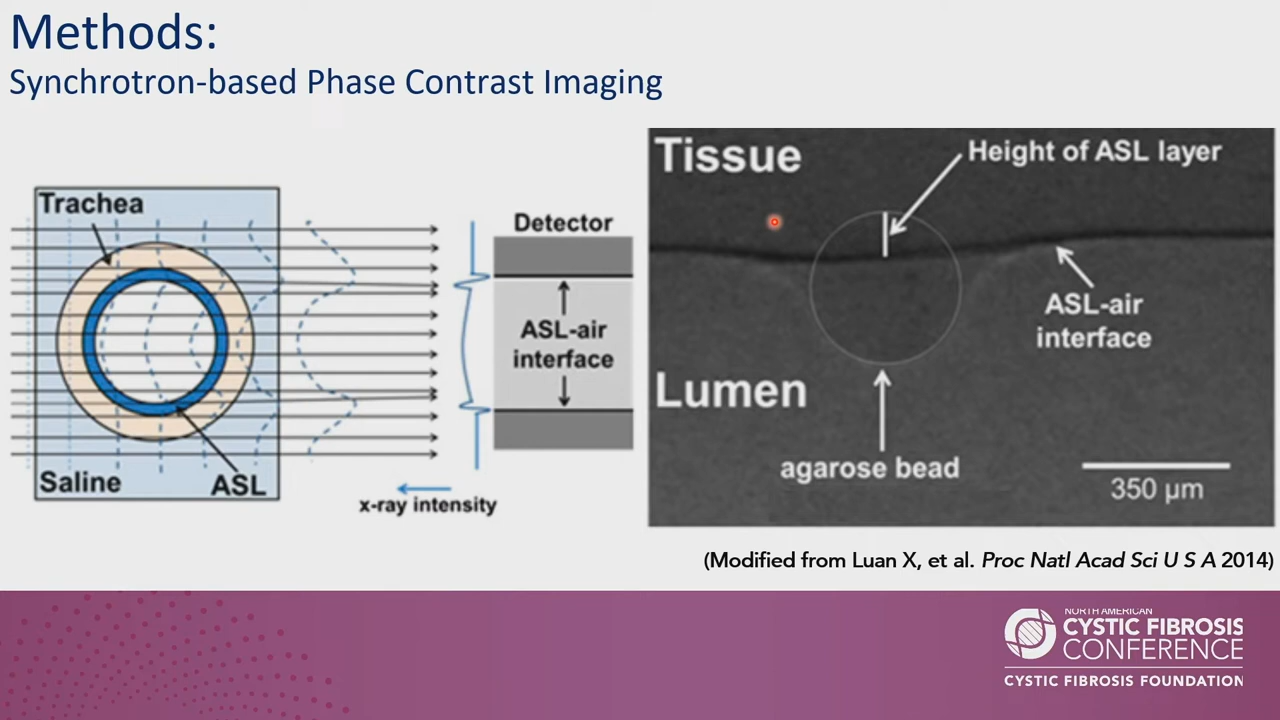 Methods:
Synchrotron-based Phase Contrast Imaging
Trachea
Saline
ASL
x-ray intensity
Detector
ASL-air
interface
Tissue
Height of ASL layer
ASL-air
interface
Lumen
agarose bead
350 µm
(Modified from Luan X, et al. Proc Natl Acad Sci U S A 2014)
NORTH AMERICAN
CYSTIC FIBROSIS
CONFERENCE
CYSTIC FIBROSIS FOUNDATION